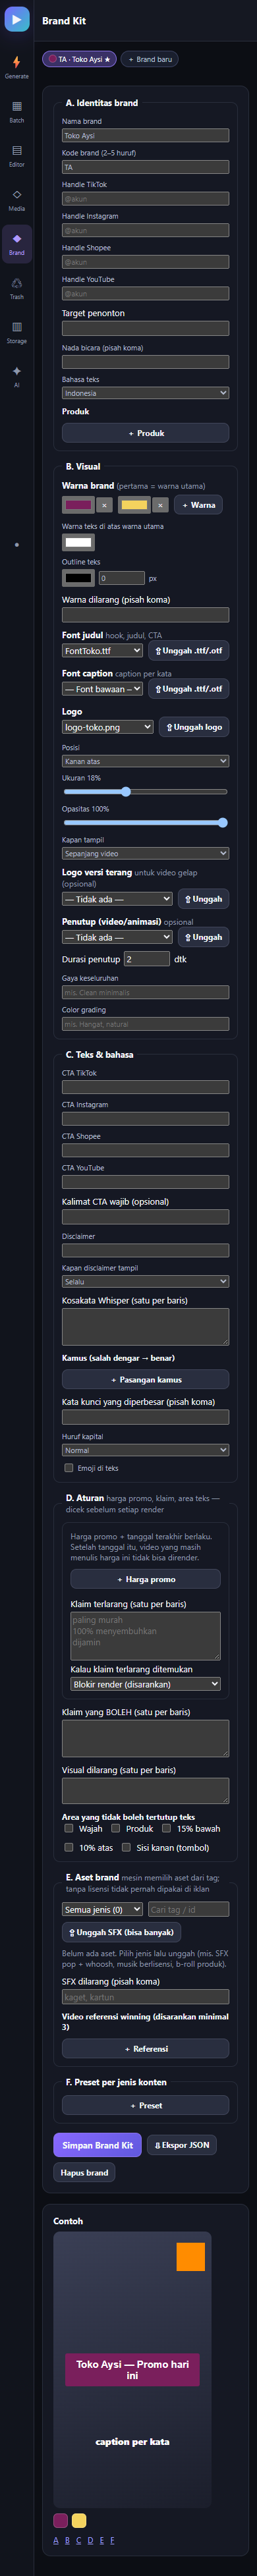 Brand Kit
Generate
Batch
Editor
Media
Brand
Trash
Storage
AI
TA · Toko Aysi ★
+ Brand baru
A. Identitas brand
Nama brand
Toko Aysi
Kode brand (2–5 huruf)
TA
Handle TikTok
@akun
Handle Instagram
@akun
Handle Shopee
@akun
Handle YouTube
@akun
Target penonton
Nada bicara (pisah koma)
Bahasa teks
Indonesia
Produk
+ Produk
B. Visual
Warna brand (pertama = warna utama)
× × + Warna
Warna teks di atas warna utama
Outline teks
0 px
Warna dilarang (pisah koma)
Font judul hook, judul, CTA
FontToko.ttf ⇪ Unggah .ttf/.otf
Font caption caption per kata
— Font bawaan — ⇪ Unggah .ttf/.otf
Logo
logo-toko.png ⇪ Unggah logo
Posisi
Kanan atas
Ukuran 18%
Opasitas 100%
Kapan tampil
Sepanjang video
Logo versi terang untuk video gelap
(opsional)
— Tidak ada — ⇪ Unggah
Penutup (video/animasi) opsional
— Tidak ada — ⇪ Unggah
Durasi penutup 2 dtk
Gaya keseluruhan
mis. Clean minimalis
Color grading
mis. Hangat, natural
C. Teks & bahasa
CTA TikTok
CTA Instagram
CTA Shopee
CTA YouTube
Kalimat CTA wajib (opsional)
Disclaimer
Kapan disclaimer tampil
Selalu
Kosakata Whisper (satu per baris)
Kamus (salah dengar → benar)
+ Pasangan kamus
Kata kunci yang diperbesar (pisah koma)
Huruf kapital
Normal
Emoji di teks
D. Aturan harga promo, klaim, area teks —
dicek sebelum setiap render
Harga promo + tanggal terakhir berlaku.
Setelah tanggal itu, video yang masih
menulis harga ini tidak bisa dirender.
+ Harga promo
Klaim terlarang (satu per baris)
paling murah
100% menyembuhkan
dijamin
Kalau klaim terlarang ditemukan
Blokir render (disarankan)
Klaim yang BOLEH (satu per baris)
Visual dilarang (satu per baris)
Area yang tidak boleh tertutup teks
Wajah Produk 15% bawah
10% atas Sisi kanan (tombol)
E. Aset brand mesin memilih aset dari tag;
tanpa lisensi tidak pernah dipakai di iklan
Semua jenis (0) Cari tag / id
⇪ Unggah SFX (bisa banyak)
Belum ada aset. Pilih jenis lalu unggah (mis. SFX
pop + whoosh, musik berlisensi, b-roll produk).
SFX dilarang (pisah koma)
kaget, kartun
Video referensi winning (disarankan minimal
3)
+ Referensi
F. Preset per jenis konten
+ Preset
Simpan Brand Kit
⇩ Ekspor JSON
Hapus brand
Contoh
Toko Aysi — Promo hari
ini
caption per kata
A B C D E F